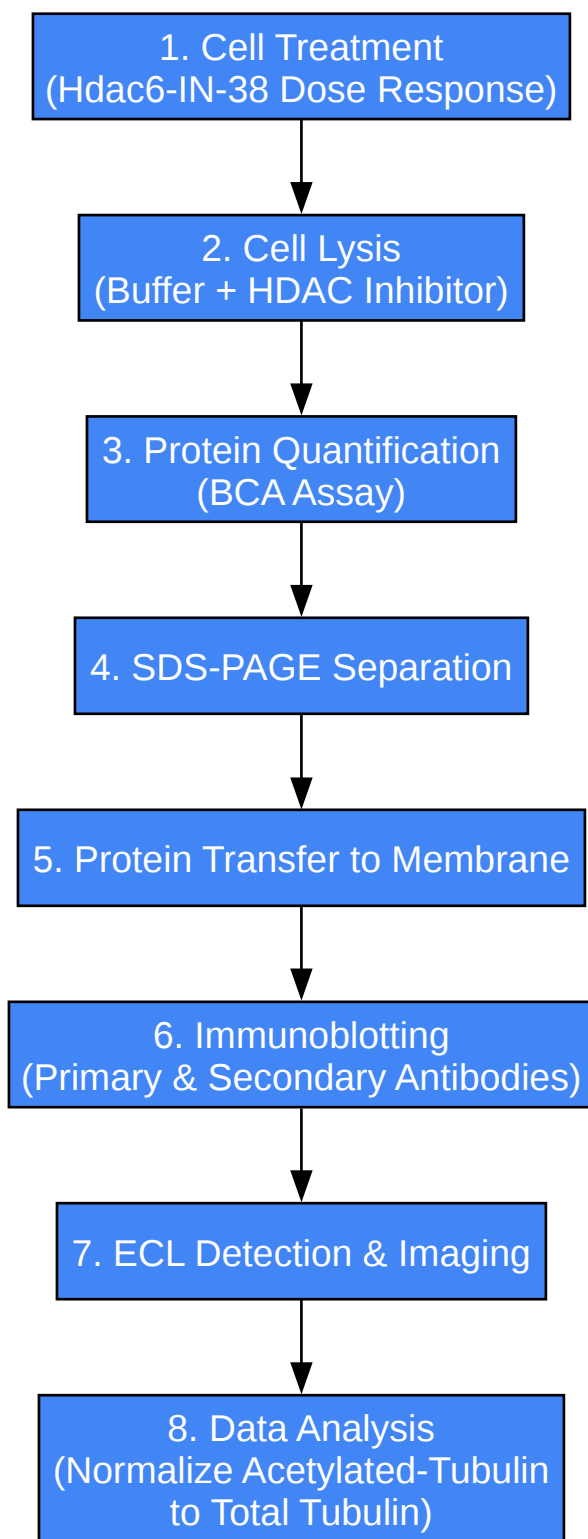 1. Cell Treatment
(Hdac6-IN-38 Dose Response)
2. Cell Lysis
(Buffer + HDAC Inhibitor)
3. Protein Quantification
(BCA Assay)
4. SDS-PAGE Separation
5. Protein Transfer to Membrane
6. Immunoblotting
(Primary & Secondary Antibodies)
7. ECL Detection & Imaging
8. Data Analysis
(Normalize Acetylated-Tubulin
to Total Tubulin)